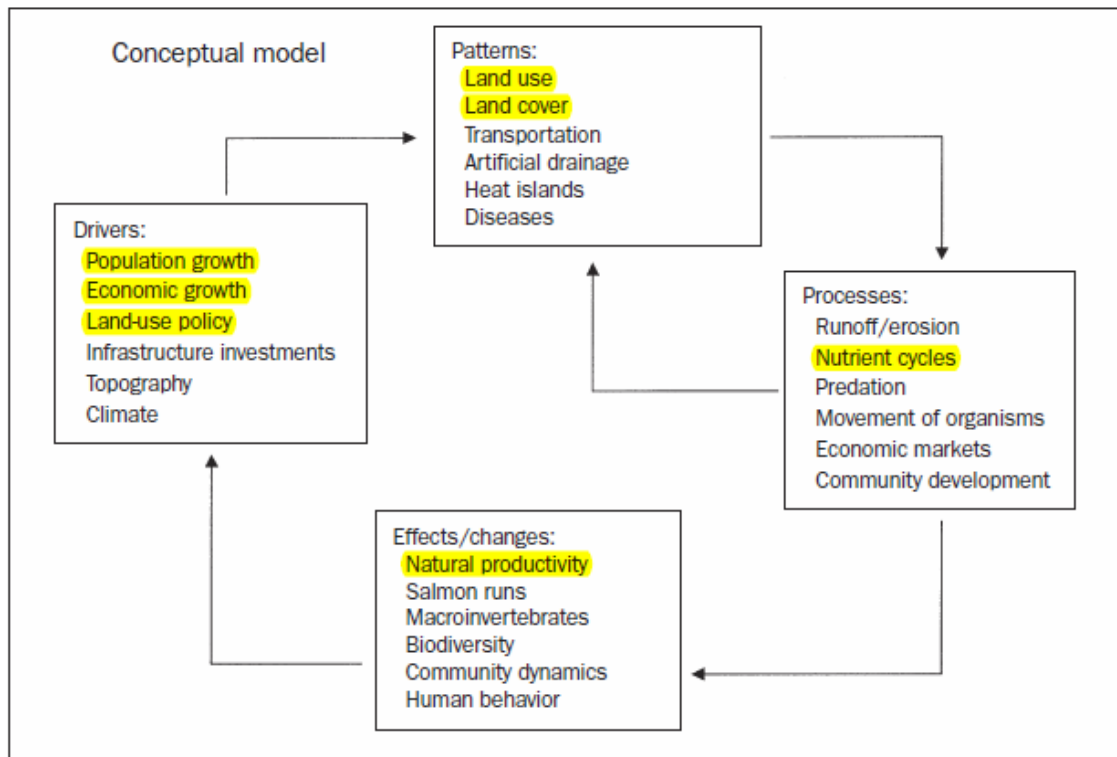 Conceptual model
Patterns:
Land use
Land cover
Transportation
Artificial drainage
Heat islands
Diseases
Drivers:
Population growth
Economic growth
Land-use policy
Infrastructure investments
Topography
Climate
Processes:
Runoff/erosion
Nutrient cycles
Predation
Movement of organisms
Economic markets
Community development
Effects/changes:
Natural productivity
Salmon runs
Macroinvertebrates
Biodiversity
Community dynamics
Human behavior